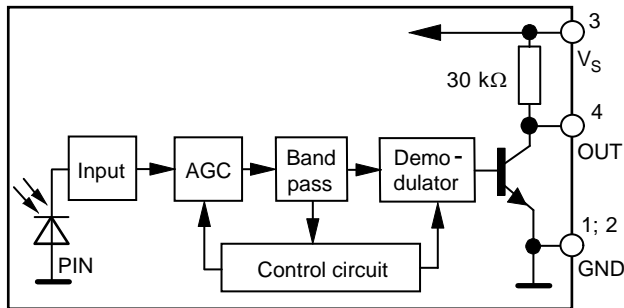 3
V_S
30 kΩ
4
OUT
Input
AGC
Band
pass
Demo-
dulator
1; 2
GND
PIN
Control circuit